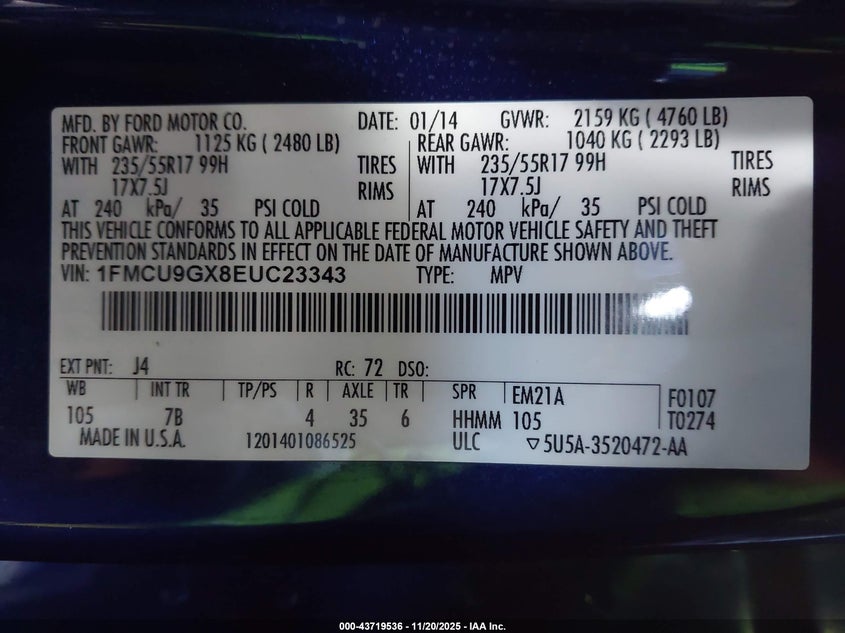 MFD. BY FORD MOTOR CO. DATE: 01/14 GVWR: 2159 KG ( 4760 LB)
FRONT GAWR: 1125 KG ( 2480 LB) REAR GAWR: 1040 KG ( 2293 LB)
WITH 235/55R17 99H TIRES WITH 235/55R17 99H TIRES
17X7.5J RIMS 17X7.5J RIMS
AT 240 kPa/ 35 PSI COLD AT 240 kPa/ 35 PSI COLD
THIS VEHICLE CONFORMS TO ALL APPLICABLE FEDERAL MOTOR VEHICLE SAFETY AND THEFT
PREVENTION STANDARDS IN EFFECT ON THE DATE OF MANUFACTURE SHOWN ABOVE.
VIN: 1FMCU9GX8EUC23343 TYPE: MPV
EXT PNT: J4 RC: 72 DSO:
WB INT TR TP/PS R AXLE TR SPR EM21A F0107
105 7B 4 35 6 HHMM 105 T0274
MADE IN U.S.A. 1201401086525 ULC ▽5U5A-3520472-AA
000-43719536 - 11/20/2025 - IAA Inc.